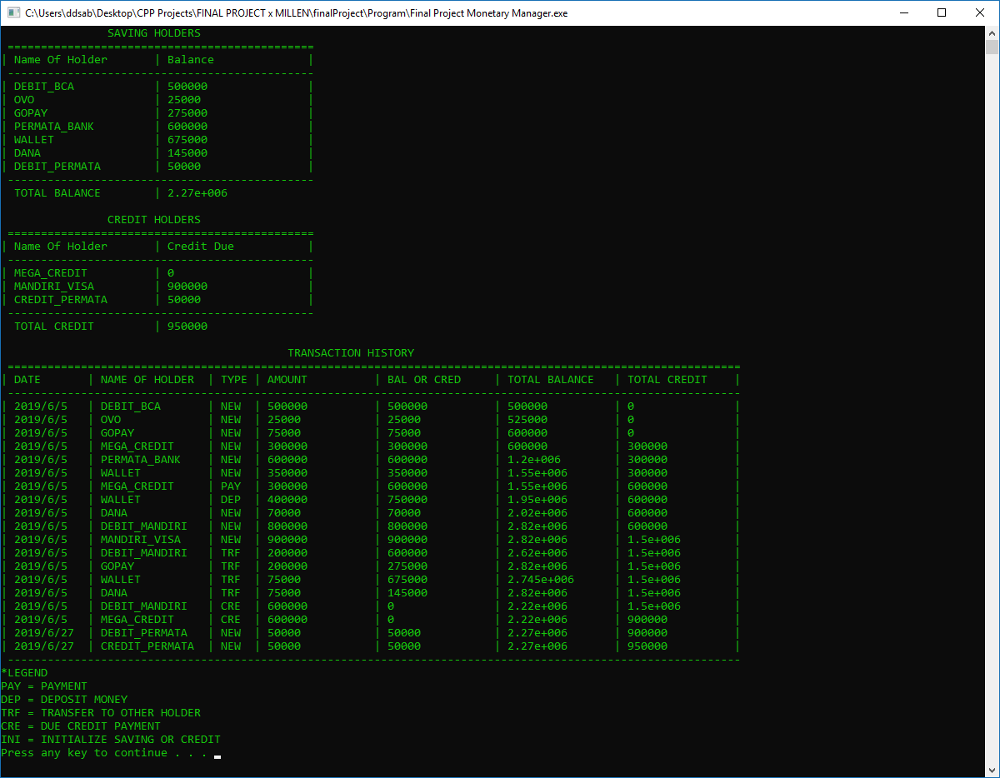 C:\Users\ddsab\Desktop\CPP Projects\FINAL PROJECT x MILLEN\finalProject\Program\Final Project Monetary Manager.exe
SAVING HOLDERS
==============================================
| Name Of Holder | Balance |
----------------------------------------------
| DEBIT_BCA | 500000 |
| OVO | 25000 |
| GOPAY | 275000 |
| PERMATA_BANK | 600000 |
| WALLET | 675000 |
| DANA | 145000 |
| DEBIT_PERMATA | 50000 |
----------------------------------------------
TOTAL BALANCE | 2.27e+006
CREDIT HOLDERS
==============================================
| Name Of Holder | Credit Due |
----------------------------------------------
| MEGA_CREDIT | 0 |
| MANDIRI_VISA | 900000 |
| CREDIT_PERMATA | 50000 |
----------------------------------------------
TOTAL CREDIT | 950000
TRANSACTION HISTORY
==============================================================================================================
| DATE | NAME OF HOLDER | TYPE | AMOUNT | BAL OR CRED | TOTAL BALANCE | TOTAL CREDIT |
--------------------------------------------------------------------------------------------------------------
| 2019/6/5 | DEBIT_BCA | NEW | 500000 | 500000 | 500000 | 0 |
| 2019/6/5 | OVO | NEW | 25000 | 25000 | 525000 | 0 |
| 2019/6/5 | GOPAY | NEW | 75000 | 75000 | 600000 | 0 |
| 2019/6/5 | MEGA_CREDIT | NEW | 300000 | 300000 | 600000 | 300000 |
| 2019/6/5 | PERMATA_BANK | NEW | 600000 | 600000 | 1.2e+006 | 300000 |
| 2019/6/5 | WALLET | NEW | 350000 | 350000 | 1.55e+006 | 300000 |
| 2019/6/5 | MEGA_CREDIT | PAY | 300000 | 600000 | 1.55e+006 | 600000 |
| 2019/6/5 | WALLET | DEP | 400000 | 750000 | 1.95e+006 | 600000 |
| 2019/6/5 | DANA | NEW | 70000 | 70000 | 2.02e+006 | 600000 |
| 2019/6/5 | DEBIT_MANDIRI | NEW | 800000 | 800000 | 2.82e+006 | 600000 |
| 2019/6/5 | MANDIRI_VISA | NEW | 900000 | 900000 | 2.82e+006 | 1.5e+006 |
| 2019/6/5 | DEBIT_MANDIRI | TRF | 200000 | 600000 | 2.62e+006 | 1.5e+006 |
| 2019/6/5 | GOPAY | TRF | 200000 | 275000 | 2.82e+006 | 1.5e+006 |
| 2019/6/5 | WALLET | TRF | 75000 | 675000 | 2.745e+006 | 1.5e+006 |
| 2019/6/5 | DANA | TRF | 75000 | 145000 | 2.82e+006 | 1.5e+006 |
| 2019/6/5 | DEBIT_MANDIRI | CRE | 600000 | 0 | 2.22e+006 | 1.5e+006 |
| 2019/6/5 | MEGA_CREDIT | CRE | 600000 | 0 | 2.22e+006 | 900000 |
| 2019/6/27 | DEBIT_PERMATA | NEW | 50000 | 50000 | 2.27e+006 | 900000 |
| 2019/6/27 | CREDIT_PERMATA | NEW | 50000 | 50000 | 2.27e+006 | 950000 |
--------------------------------------------------------------------------------------------------------------
*LEGEND
PAY = PAYMENT
DEP = DEPOSIT MONEY
TRF = TRANSFER TO OTHER HOLDER
CRE = DUE CREDIT PAYMENT
INI = INITIALIZE SAVING OR CREDIT
Press any key to continue . . .